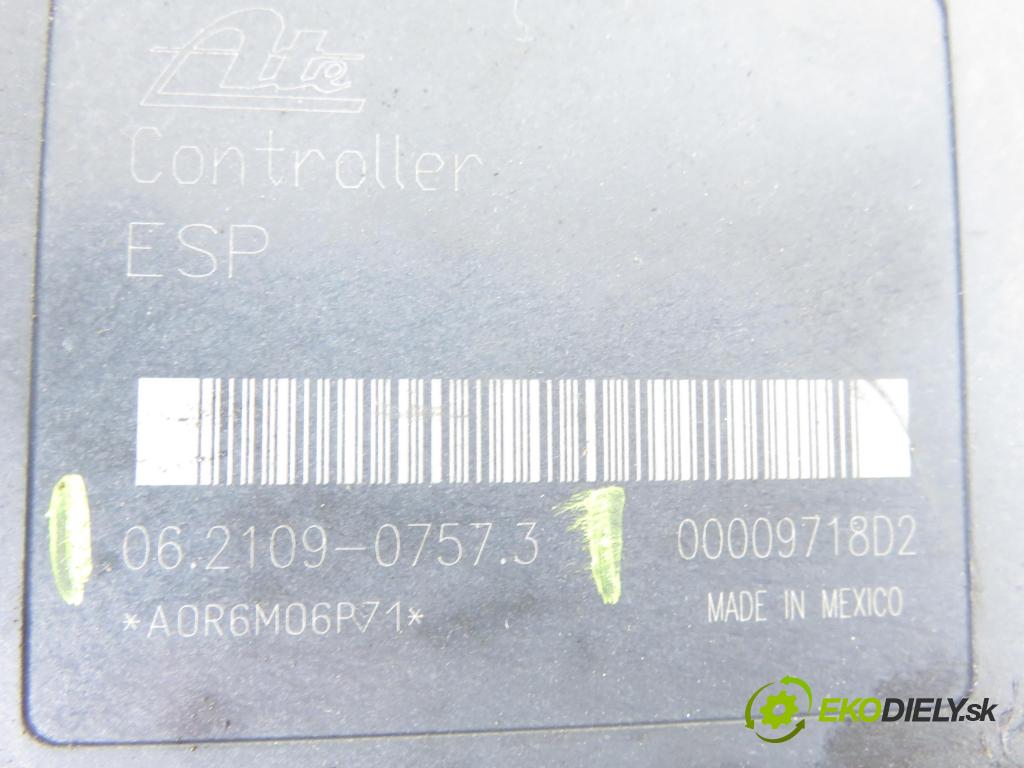 Ate
Controller
ESP
06.2109-0757.3
00009718D2
*A0R6M06P71*
MADE IN MEXICO
EKODIELY.sk